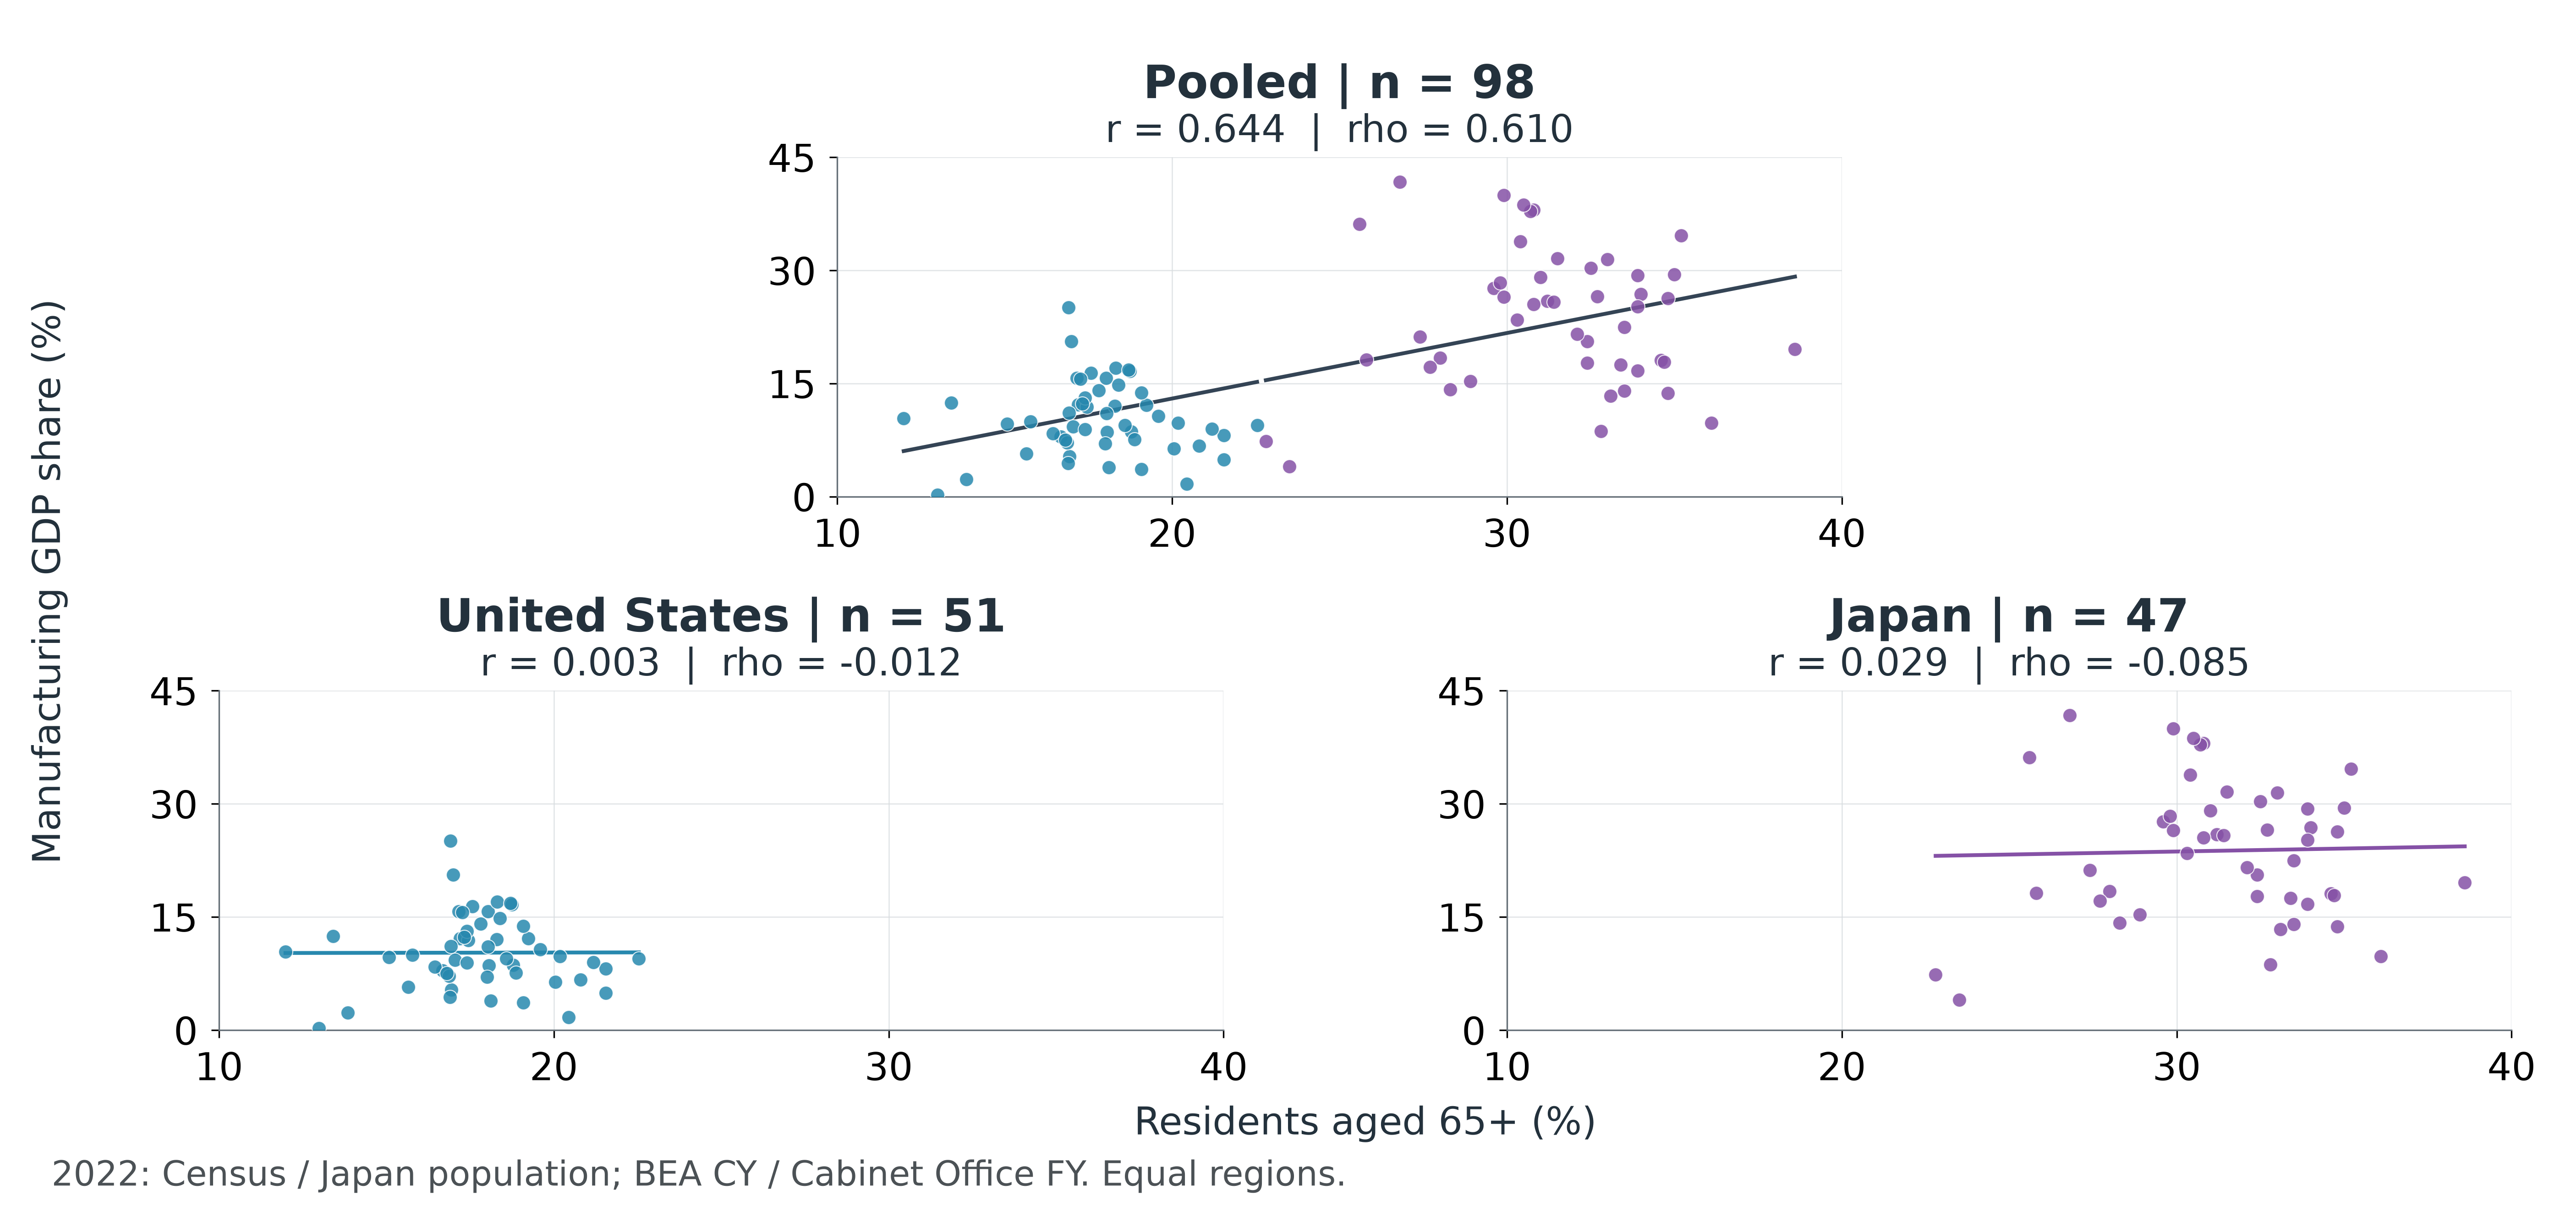 Pooled | n = 98
r = 0.644 | rho = 0.610
45
30
15
0
10 20 30 40
Manufacturing GDP share (%)
United States | n = 51
r = 0.003 | rho = -0.012
45
30
15
0
10 20 30 40
Japan | n = 47
r = 0.029 | rho = -0.085
45
30
15
0
10 20 30 40
Residents aged 65+ (%)
2022: Census / Japan population; BEA CY / Cabinet Office FY. Equal regions.